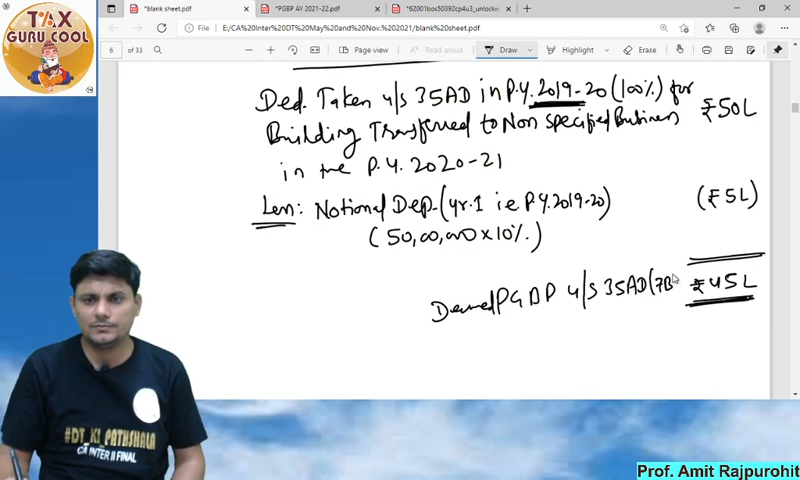 TAX
GURU COOL
*blank sheet.pdf
*PGBP AY 2021-22.pdf
*62001bos50392cp4u3_unlocked
E:/CA%20Inter%20DT%20May%20and%20Nov.%202021/blank%20sheet.pdf
6 of 33
Page view
Read aloud
Draw
Highlight
Erase
Ded. Taken u/s 35AD in P.Y. 2019-20 (100%) for
Building Transferred to Non Specified Business ₹50L
in the P.Y. 2020-21
Less: Notional Dep. (yr. 1 i.e P.Y. 2019-20) (₹5L)
(50,00,000 x 10%)
Deemed PGBP u/s 35AD(7B ₹45L
#DT_KI PATHSHALA
CA INTER II FINAL
Prof. Amit Rajpurohit